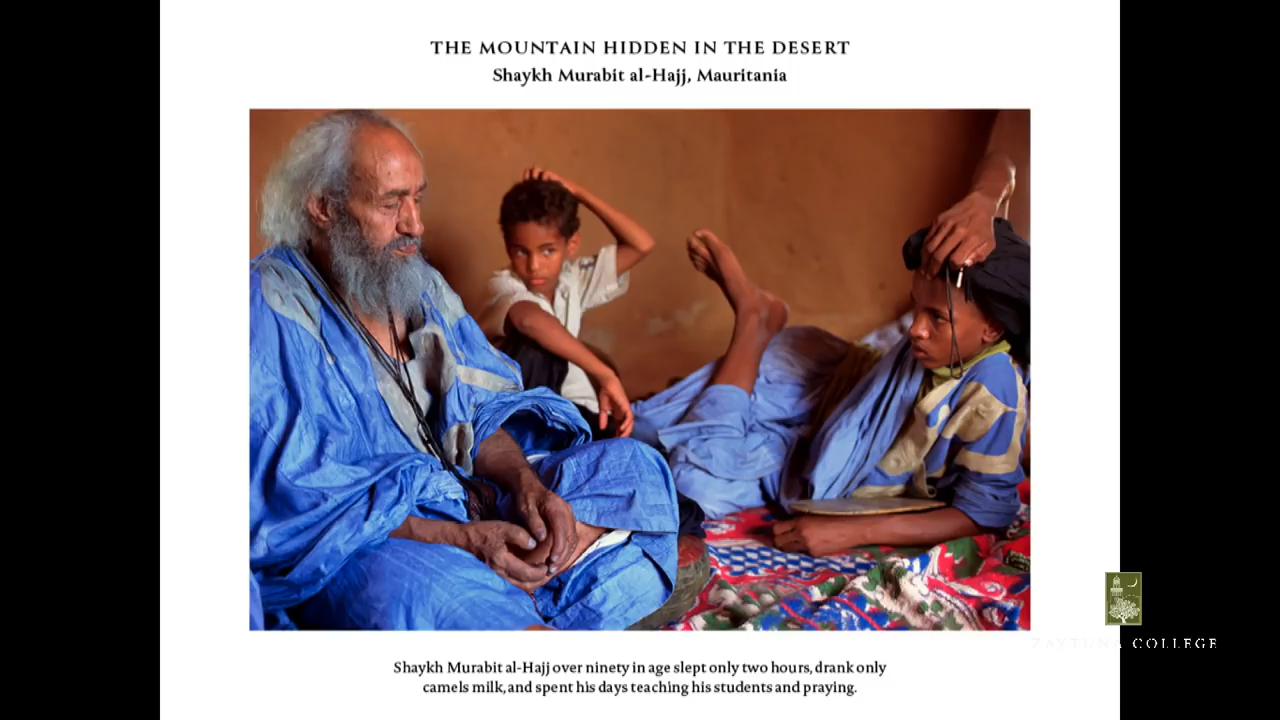 THE MOUNTAIN HIDDEN IN THE DESERT
Shaykh Murabit al-Hajj, Mauritania
Shaykh Murabit al-Hajj over ninety in age slept only two hours, drank only
camels milk, and spent his days teaching his students and praying.
ZAYTUNA COLLEGE